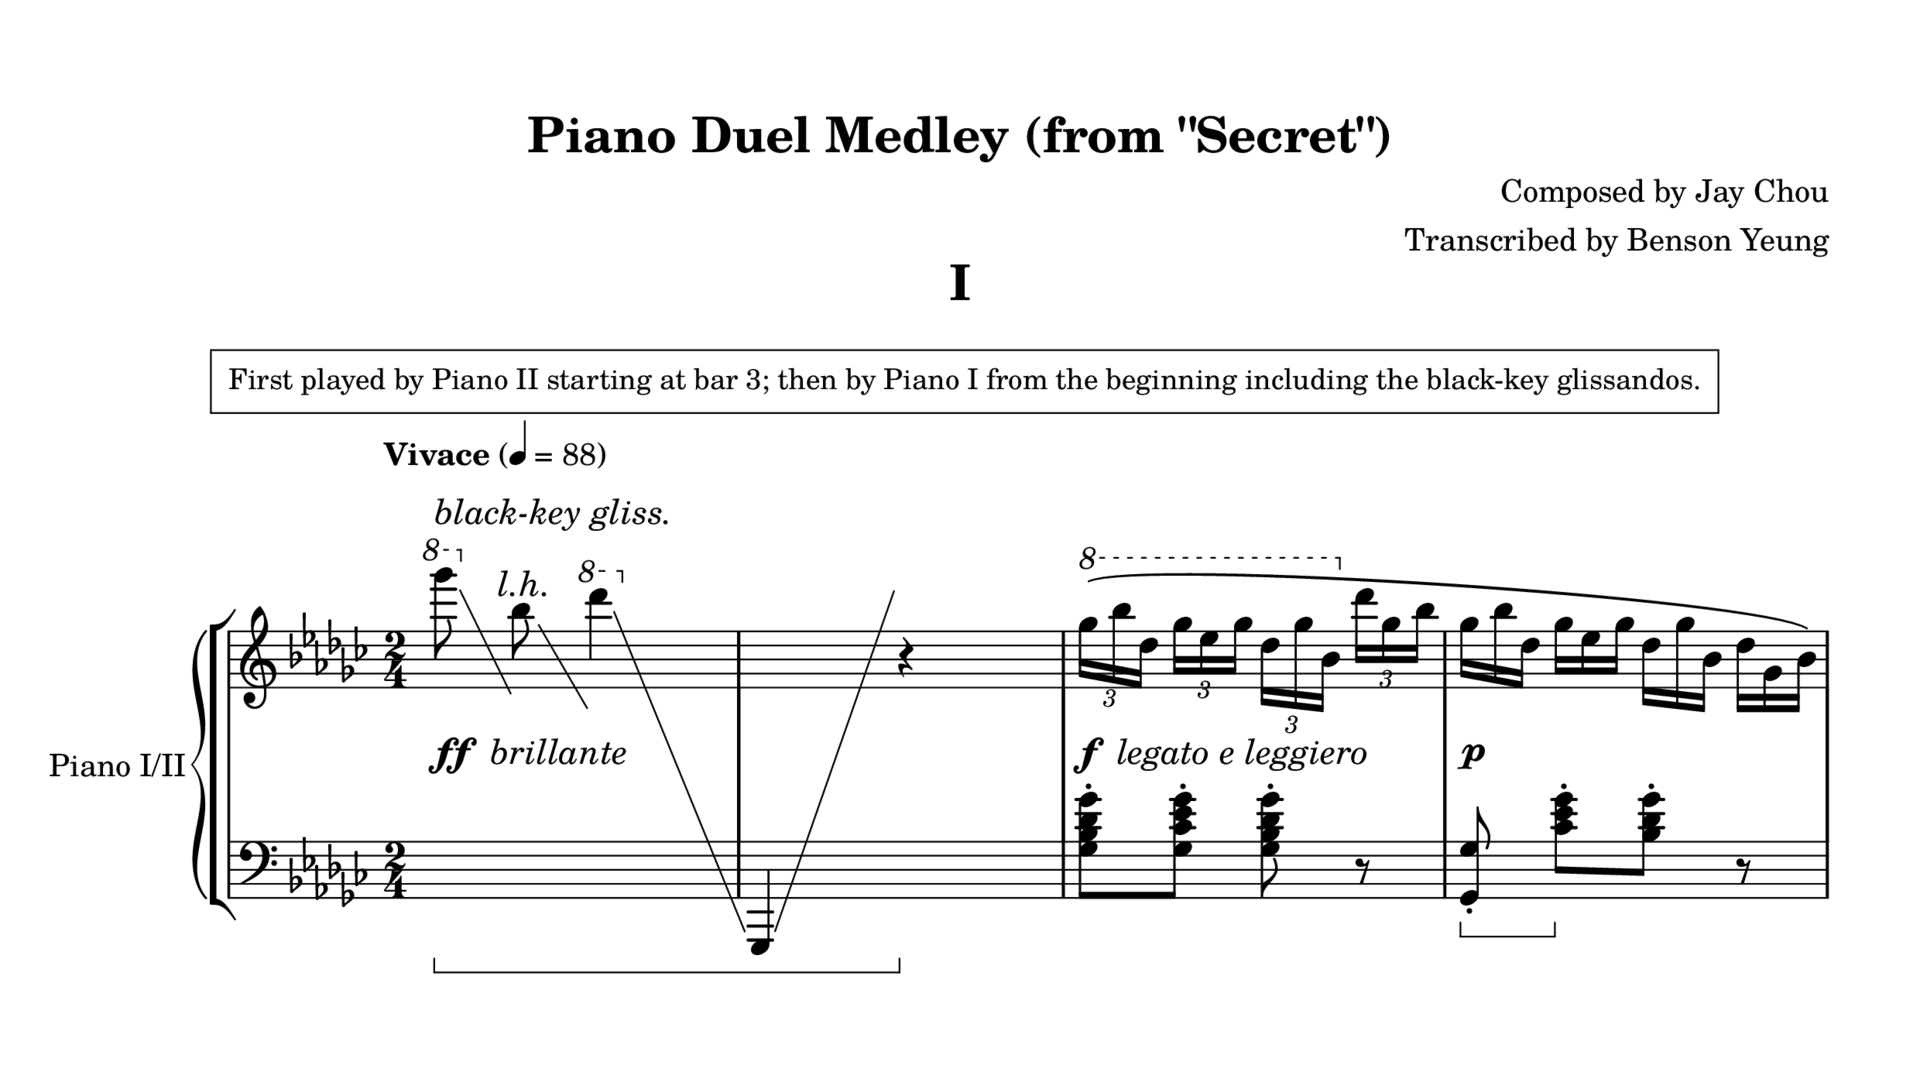 Piano Duel Medley (from "Secret")
Composed by Jay Chou
Transcribed by Benson Yeung
I
First played by Piano II starting at bar 3; then by Piano I from the beginning including the black-key glissandos.
Vivace (♩ = 88)
black-key gliss.
8 l.h. 8 8
2 4
3 3 3 3
Piano I/II
ff brillante f legato e leggiero p
2 4